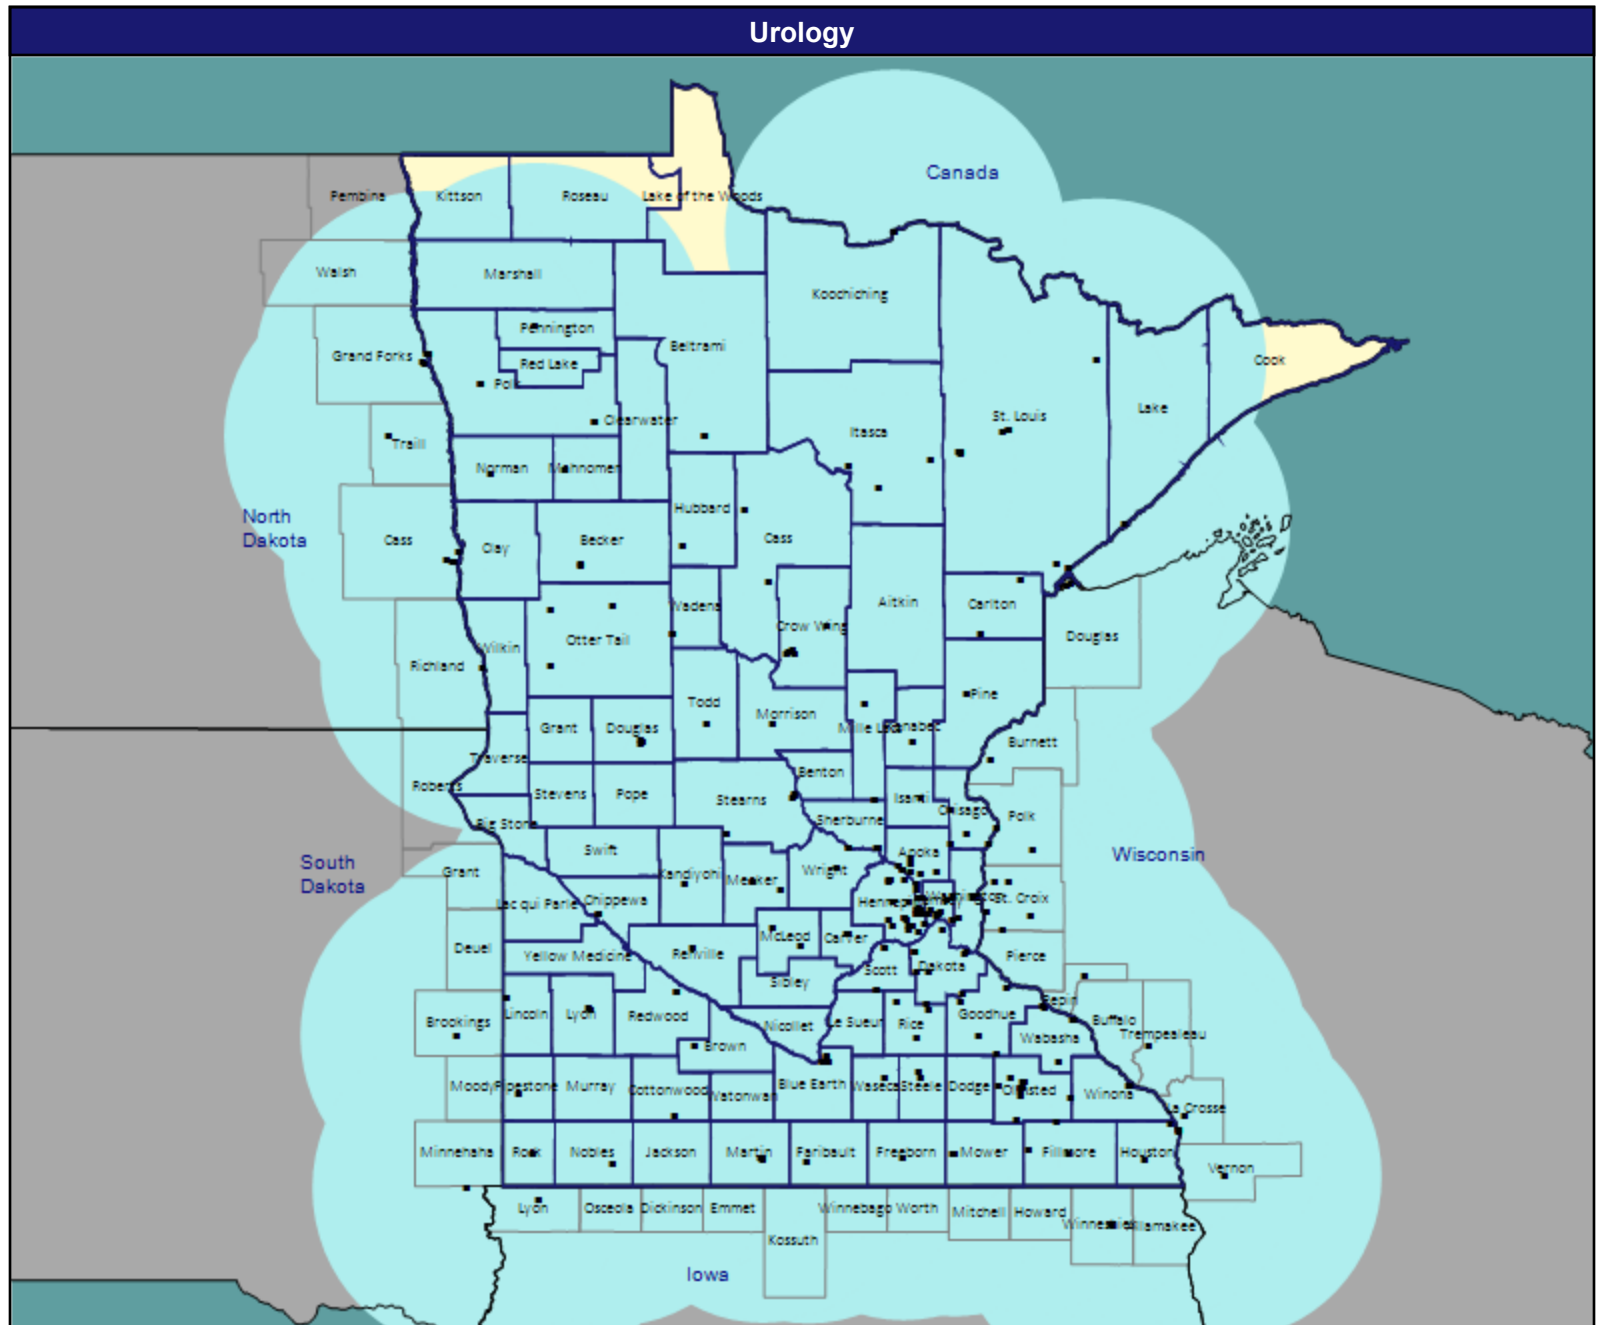 Urology
Canada
Pembina
Kittson
Roseau
Lake of the Woods
Walsh
Marshall
Koochiching
Pennington
Beltrami
Grand Forks
Red Lake
Cook
Polk
Clearwater
St. Louis
Lake
Itasca
Traill
Norman
Mahnomen
Hubbard
North
Dakota
Cass
Clay
Becker
Cass
Wadena
Aitkin
Carlton
Crow Wing
Otter Tail
Douglas
Wilkin
Richland
Pine
Todd
Morrison
Grant
Douglas
Mille Lacs
Kanabec
Burnett
Traverse
Benton
Roberts
Stevens
Pope
Stearns
Isanti
Chisago
Polk
Big Stone
Sherburne
Swift
Anoka
Wisconsin
South
Dakota
Grant
Kandiyohi
Meeker
Wright
Lac qui Parle
Chippewa
Hennepin
Washington
St. Croix
McLeod
Carver
Deuel
Yellow Medicine
Renville
Scott
Dakota
Pierce
Sibley
Pepin
Lincoln
Lyon
Redwood
Brookings
Nicollet
Le Sueur
Rice
Goodhue
Buffalo
Trempealeau
Wabasha
Brown
Moody
Pipestone
Murray
Cottonwood
Watonwan
Blue Earth
Waseca
Steele
Dodge
Olmsted
Winona
La Crosse
Minnehaha
Rock
Nobles
Jackson
Martin
Faribault
Freeborn
Mower
Fillmore
Houston
Vernon
Lyon
Osceola
Dickinson
Emmet
Winnebago
Worth
Mitchell
Howard
Winneshiek
Allamakee
Kossuth
Iowa